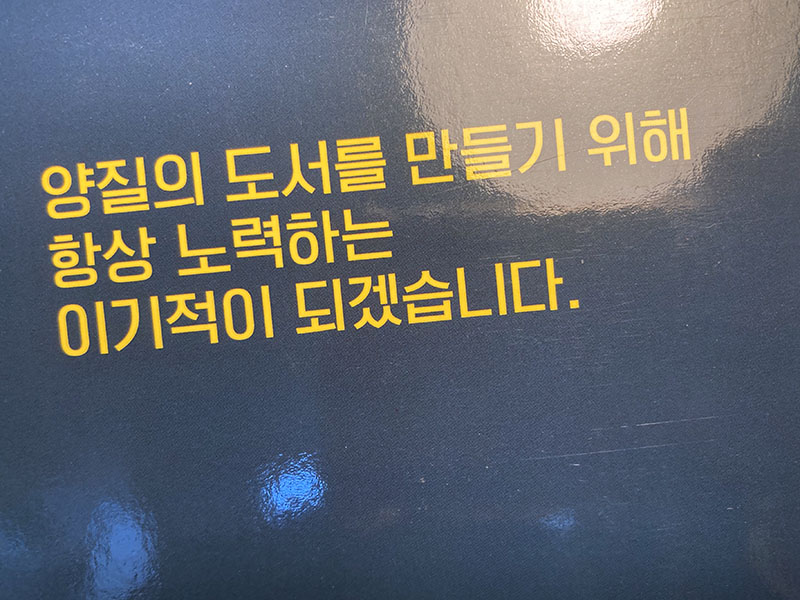 양질의 도서를 만들기 위해
항상 노력하는
이기적이 되겠습니다.